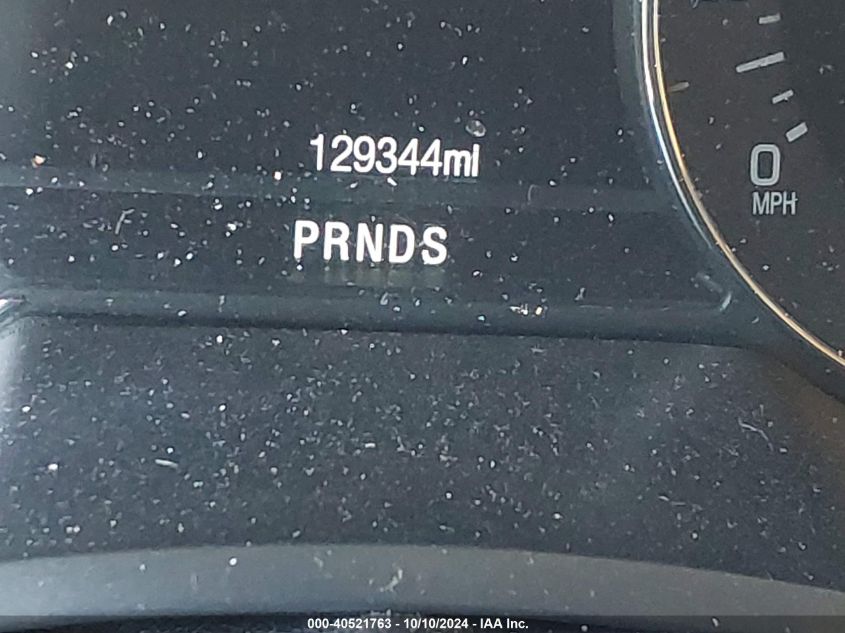 129344mi
0
MPH
PRNDS
000-40521763 - 10/10/2024 - IAA Inc.